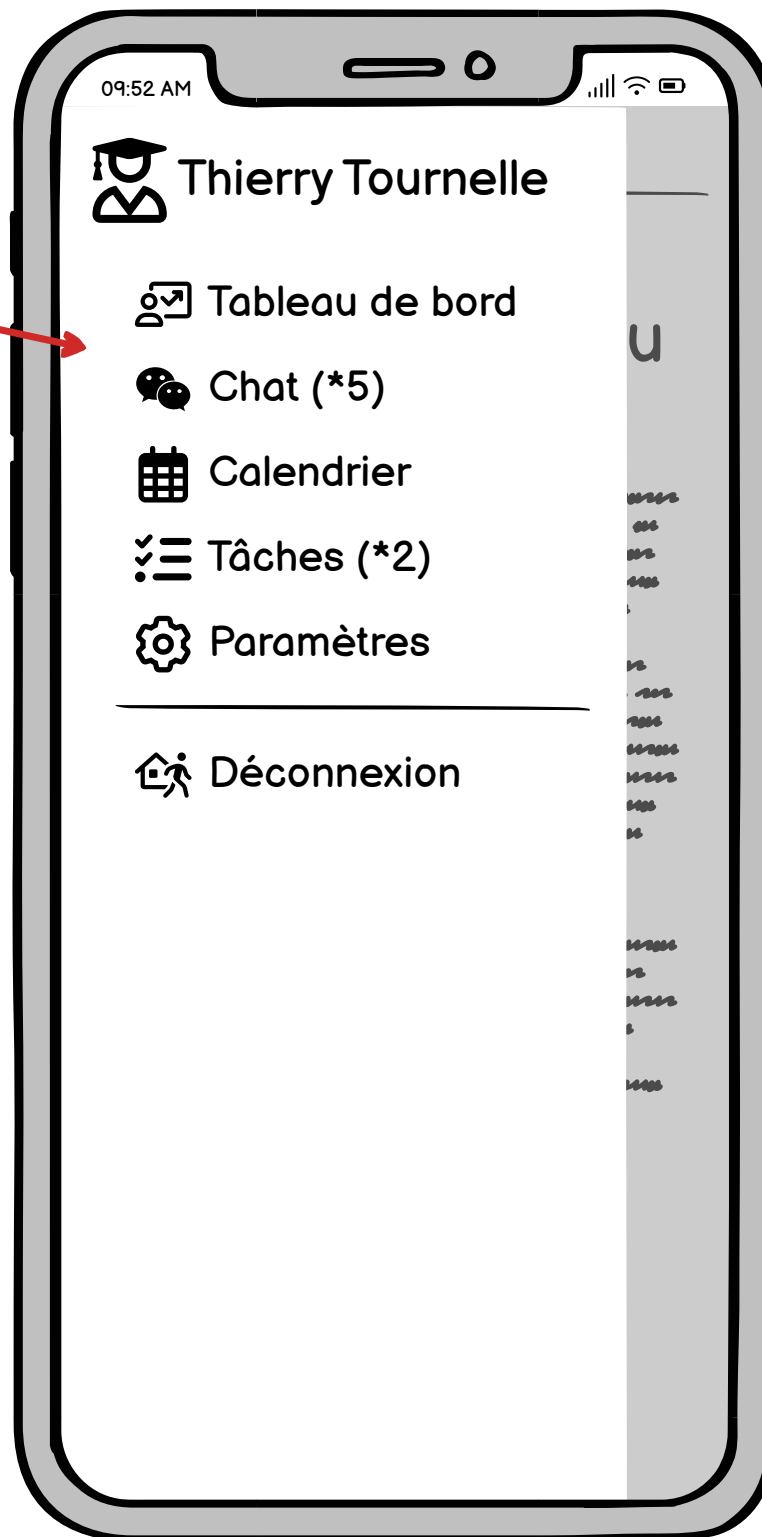 09:52 AM
Thierry Tournelle
Tableau de bord
u
Chat (*5)
Calendrier
Tâches (*2)
Paramètres
Déconnexion